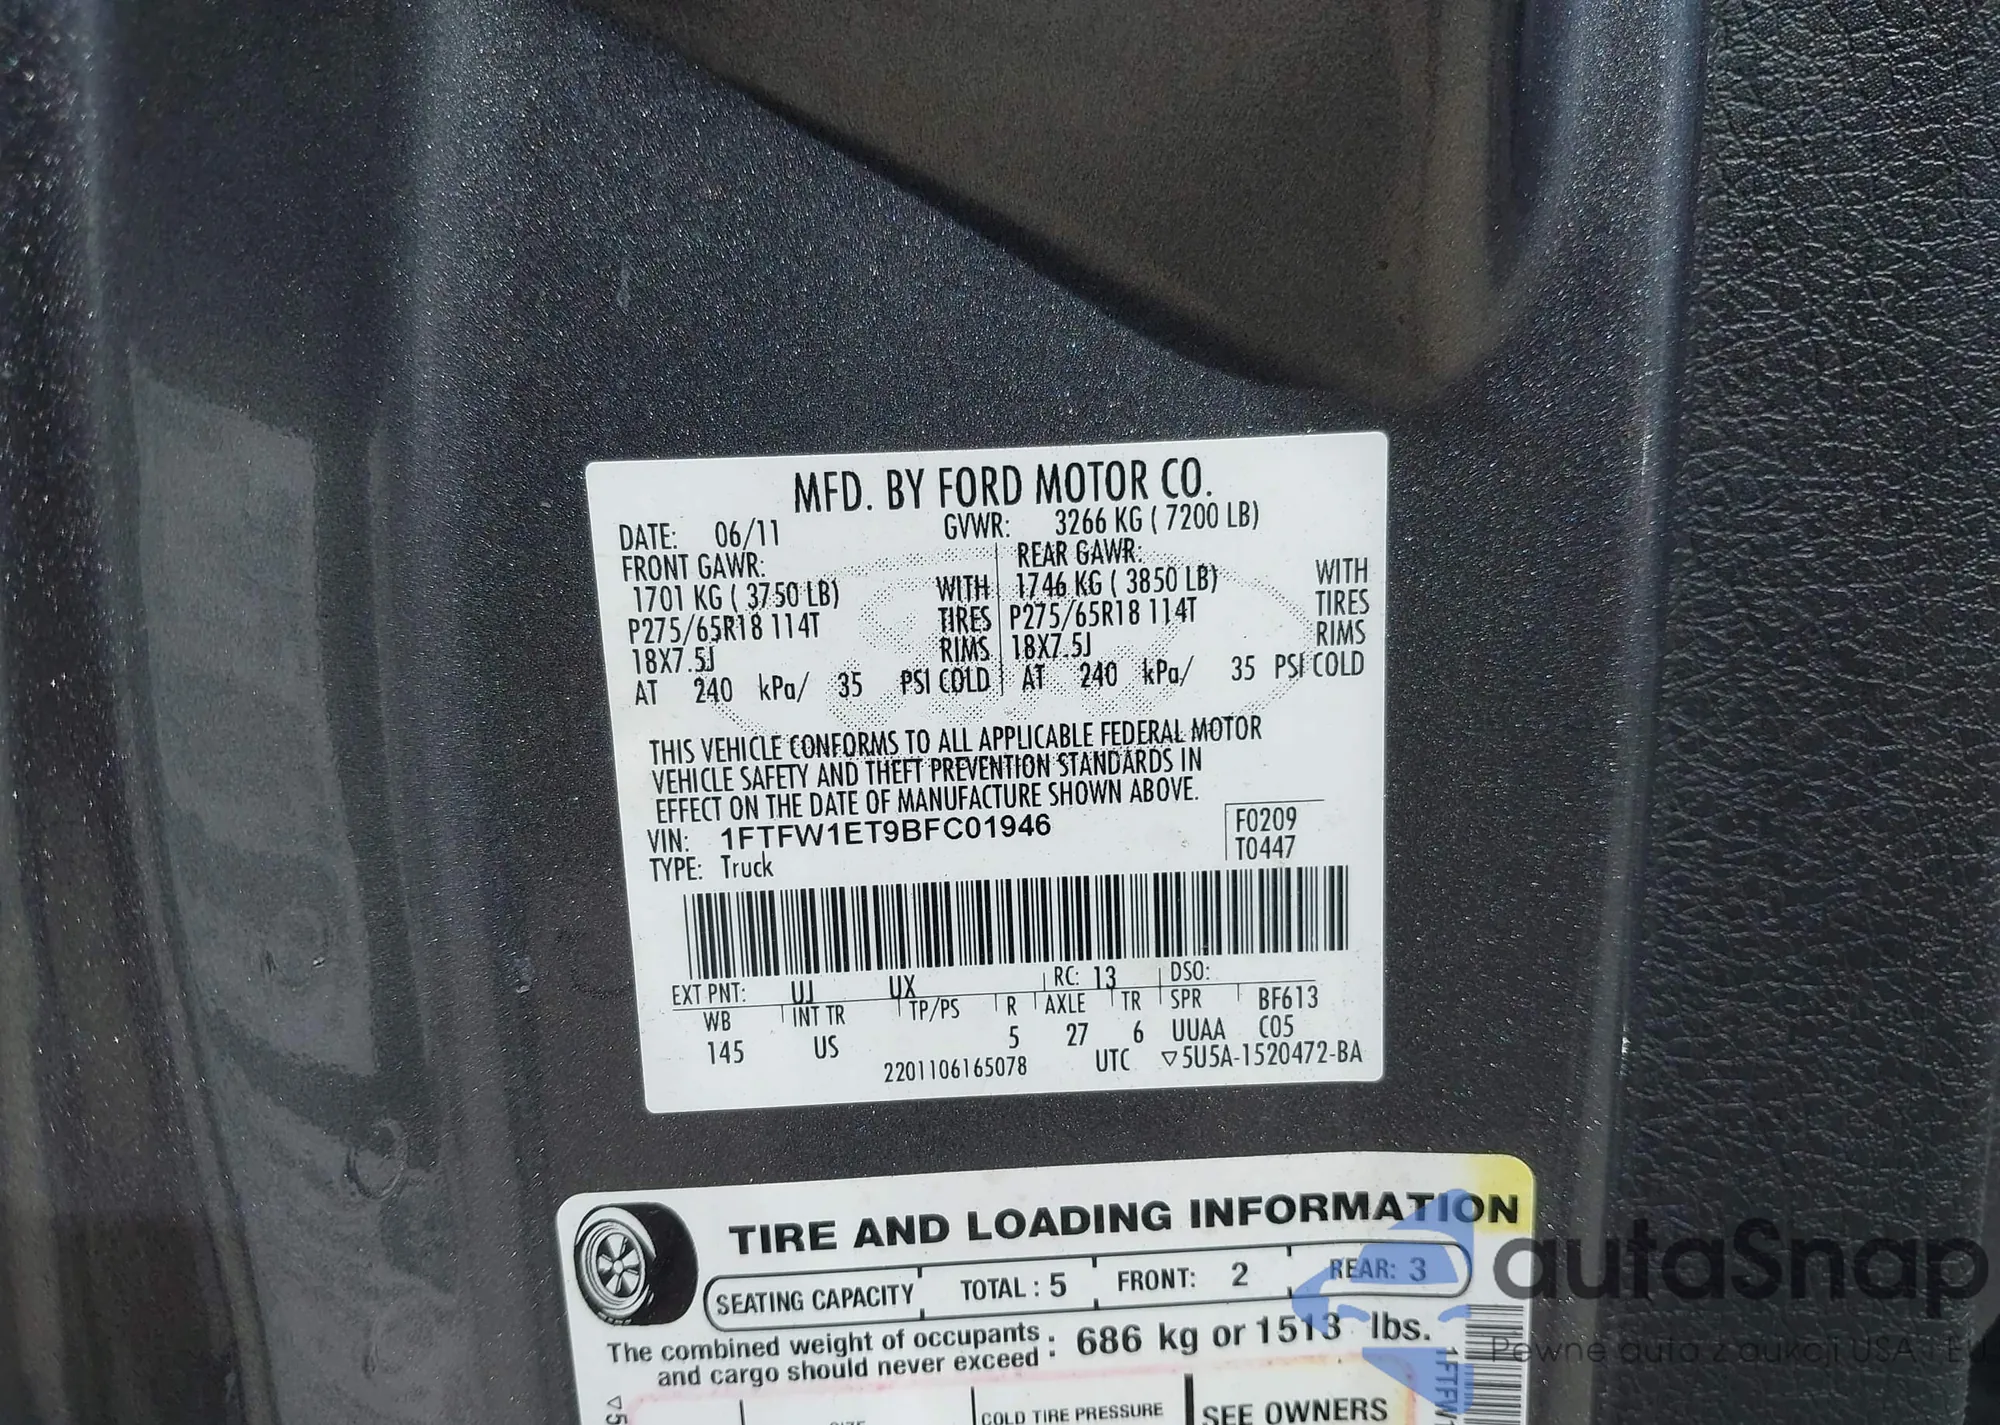 MFD. BY FORD MOTOR CO.
DATE: 06/11 GVWR: 3266 KG ( 7200 LB)
FRONT GAWR: REAR GAWR:
1701 KG ( 3750 LB) WITH 1746 KG ( 3850 LB) WITH
P275/65R18 114T TIRES P275/65R18 114T TIRES
18X7.5J RIMS 18X7.5J RIMS
AT 240 kPa/ 35 PSI COLD AT 240 kPa/ 35 PSI COLD
THIS VEHICLE CONFORMS TO ALL APPLICABLE FEDERAL MOTOR
VEHICLE SAFETY AND THEFT PREVENTION STANDARDS IN
EFFECT ON THE DATE OF MANUFACTURE SHOWN ABOVE.
VIN: 1FTFW1ET9BFC01946 F0209
TYPE: Truck T0447
EXT PNT: UJ UX RC: 13 DSO:
WB INT TR TP/PS R AXLE TR SPR BF613
145 US 5 27 6 UUAA C05
2201106165078 UTC ▽5U5A-1520472-BA
TIRE AND LOADING INFORMATION
SEATING CAPACITY TOTAL : 5 FRONT: 2 REAR: 3
The combined weight of occupants : 686 kg or 1513 lbs.
and cargo should never exceed :
COLD TIRE PRESSURE SEE OWNERS
1FTFW
▽5
autaSnap
Pewne auta z aukcji USA i EU